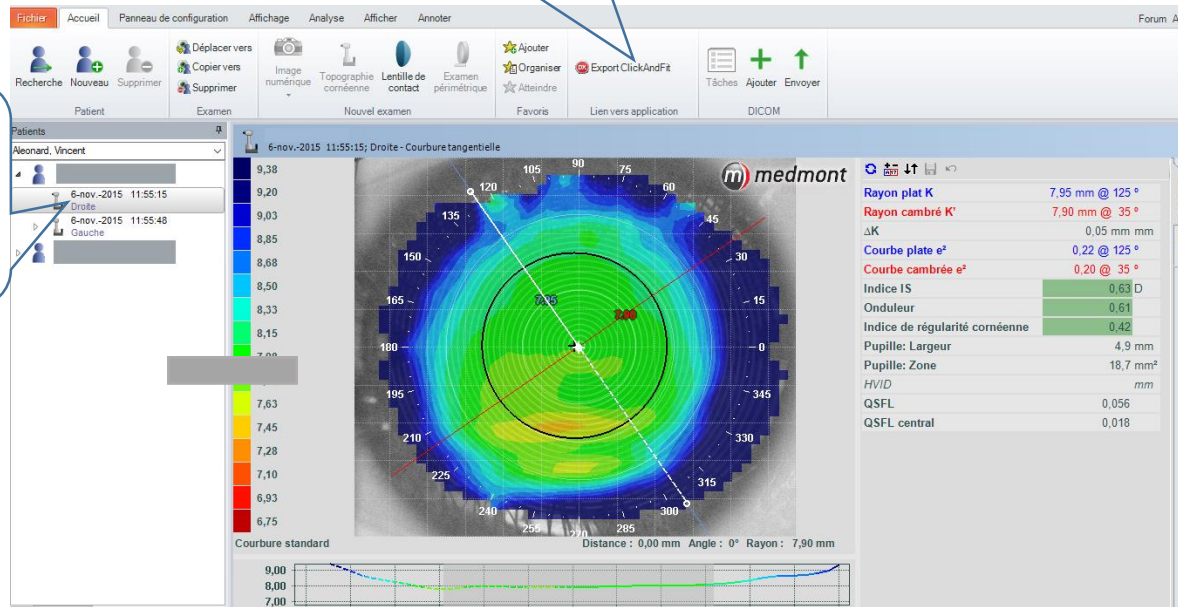 Fichier Accueil Panneau de configuration Affichage Analyse Afficher Annoter Forum A
Recherche Nouveau Supprimer
Patient
Déplacer vers
Copier vers
Supprimer
Examen
Image numérique
Topographie cornéenne
Lentille de contact
Examen périmétrique
Nouvel examen
Ajouter
Organiser
Atteindre
Favoris
Export ClickAndFit
Lien vers application
Tâches Ajouter Envoyer
DICOM
Patients
Aleonard, Vincent
6-nov.-2015 11:55:15
Droite
6-nov.-2015 11:55:48
Gauche
6-nov.-2015 11:55:15; Droite - Courbure tangentielle
9,38
9,20
9,03
8,85
8,68
8,50
8,33
8,15
7,63
7,45
7,28
7,10
6,93
6,75
medmont
120 105 90 75 60
135 45
150 30
165 15
180 0
195 345
210 330
225 315
240 255 270 285 300
7,95
7,90
Courbure standard
Distance : 0,00 mm Angle : 0° Rayon : 7,90 mm
9,00
8,00
7,00
Rayon plat K 7,95 mm @ 125 °
Rayon cambré K' 7,90 mm @ 35 °
ΔK 0,05 mm mm
Courbe plate e² 0,22 @ 125 °
Courbe cambrée e² 0,20 @ 35 °
Indice IS 0,63 D
Onduleur 0,61
Indice de régularité cornéenne 0,42
Pupille: Largeur 4,9 mm
Pupille: Zone 18,7 mm²
HVID mm
QSFL 0,056
QSFL central 0,018